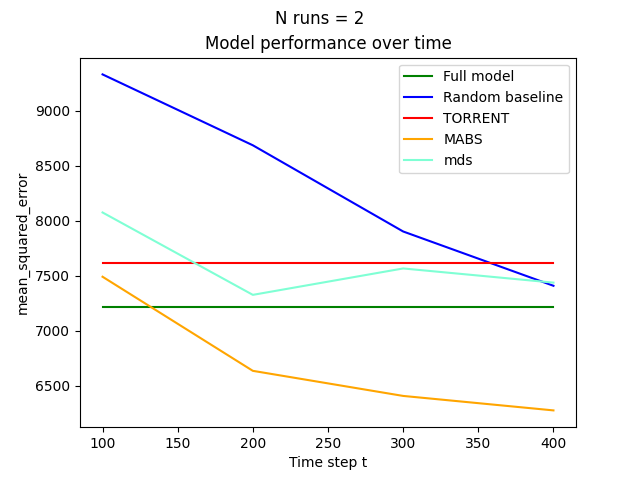 N runs = 2
Model performance over time
Full model
Random baseline
TORRENT
MABS
mds
mean_squared_error
9000
8500
8000
7500
7000
6500
100 150 200 250 300 350 400
Time step t